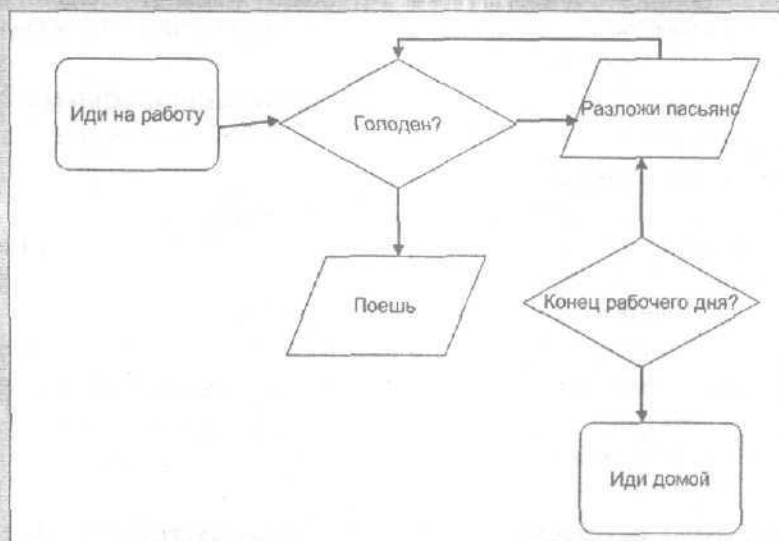 Иди на работу
Голоден?
Разложи пасьянс
Поешь
Конец рабочего дня?
Иди домой